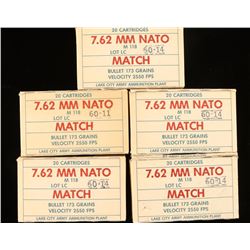 20 CARTRIDGES
7.62 MM NATO
M 118
LOT LC 60-14
MATCH
BULLET 173 GRAINS
VELOCITY 2550 FPS
LAKE CITY ARMY AMMUNITION PLANT
20 CARTRIDGES
7.62 MM NATO
M 118
LOT LC 60-11
MATCH
BULLET 173 GRAINS
VELOCITY 2550 FPS
LAKE CITY ARMY AMMUNITION PLANT
20 CARTRIDGES
7.62 MM NATO
M 118
LOT LC 60-14
MATCH
BULLET 173 GRAINS
VELOCITY 2550 FPS
LAKE CITY ARMY AMMUNITION PLANT
20 CARTRIDGES
7.62 MM NATO
M 118
LOT LC 60-14
MATCH
BULLET 173 GRAINS
VELOCITY 2550 FPS
LAKE CITY ARMY AMMUNITION PLANT
20 CARTRIDGES
7.62 MM NATO
M 118
LOT LC 60-14
MATCH
BULLET 173 GRAINS
VELOCITY 2550 FPS
LAKE CITY ARMY AMMUNITION PLANT